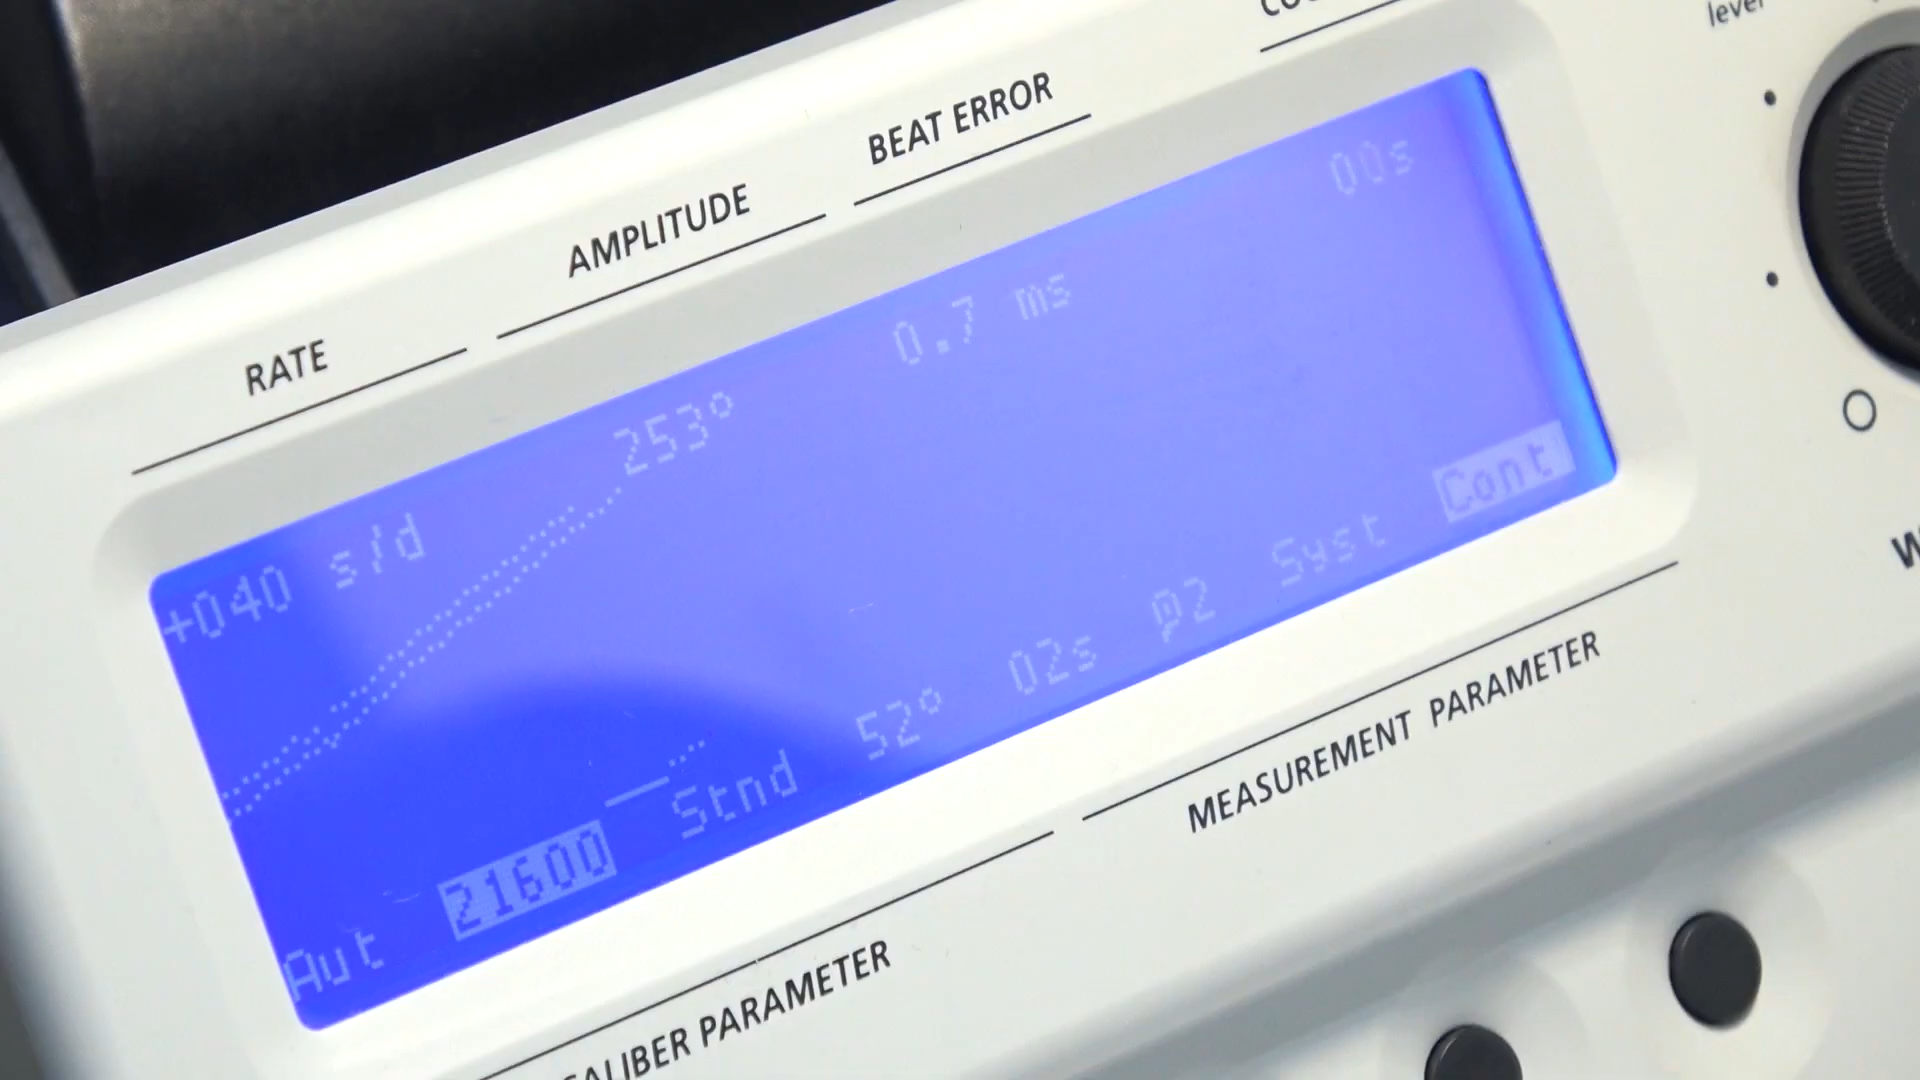 level
RATE AMPLITUDE BEAT ERROR
+040 s/d 253° 0.7 ms 00s
Aut 21600 Stnd 52° 02s Syst Cont
CALIBER PARAMETER MEASUREMENT PARAMETER